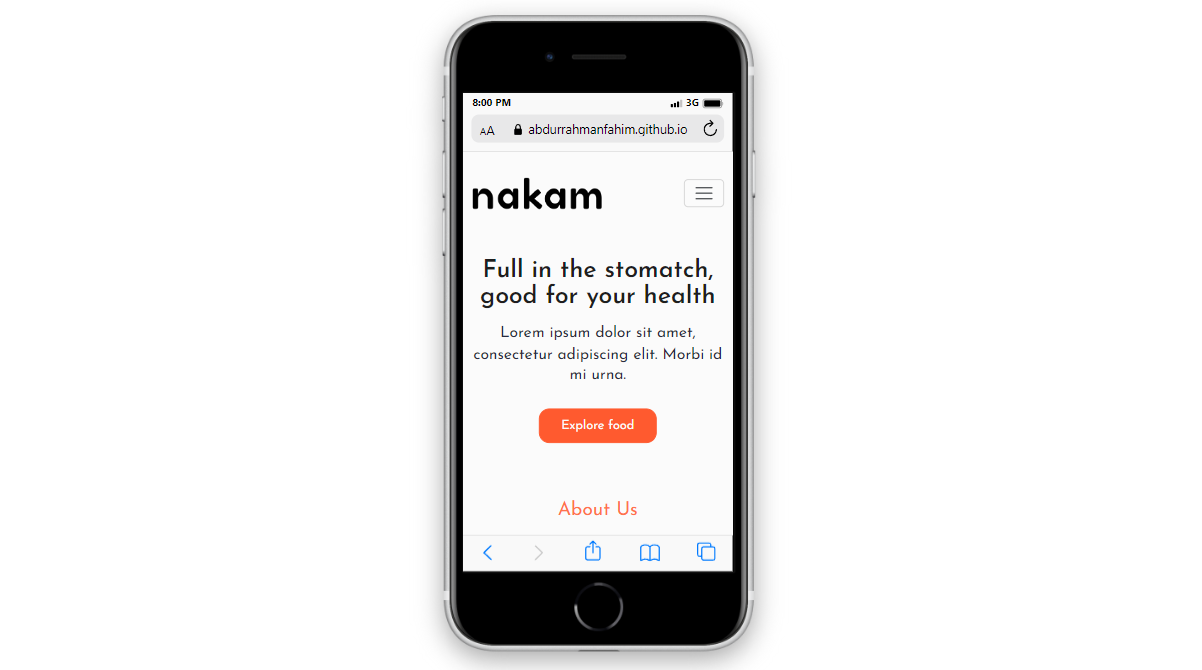 8:00 PM 3G
AA abdurrahmanfahim.github.io
nakam
Full in the stomatch,
good for your health
Lorem ipsum dolor sit amet,
consectetur adipiscing elit. Morbi id
mi urna.
Explore food
About Us